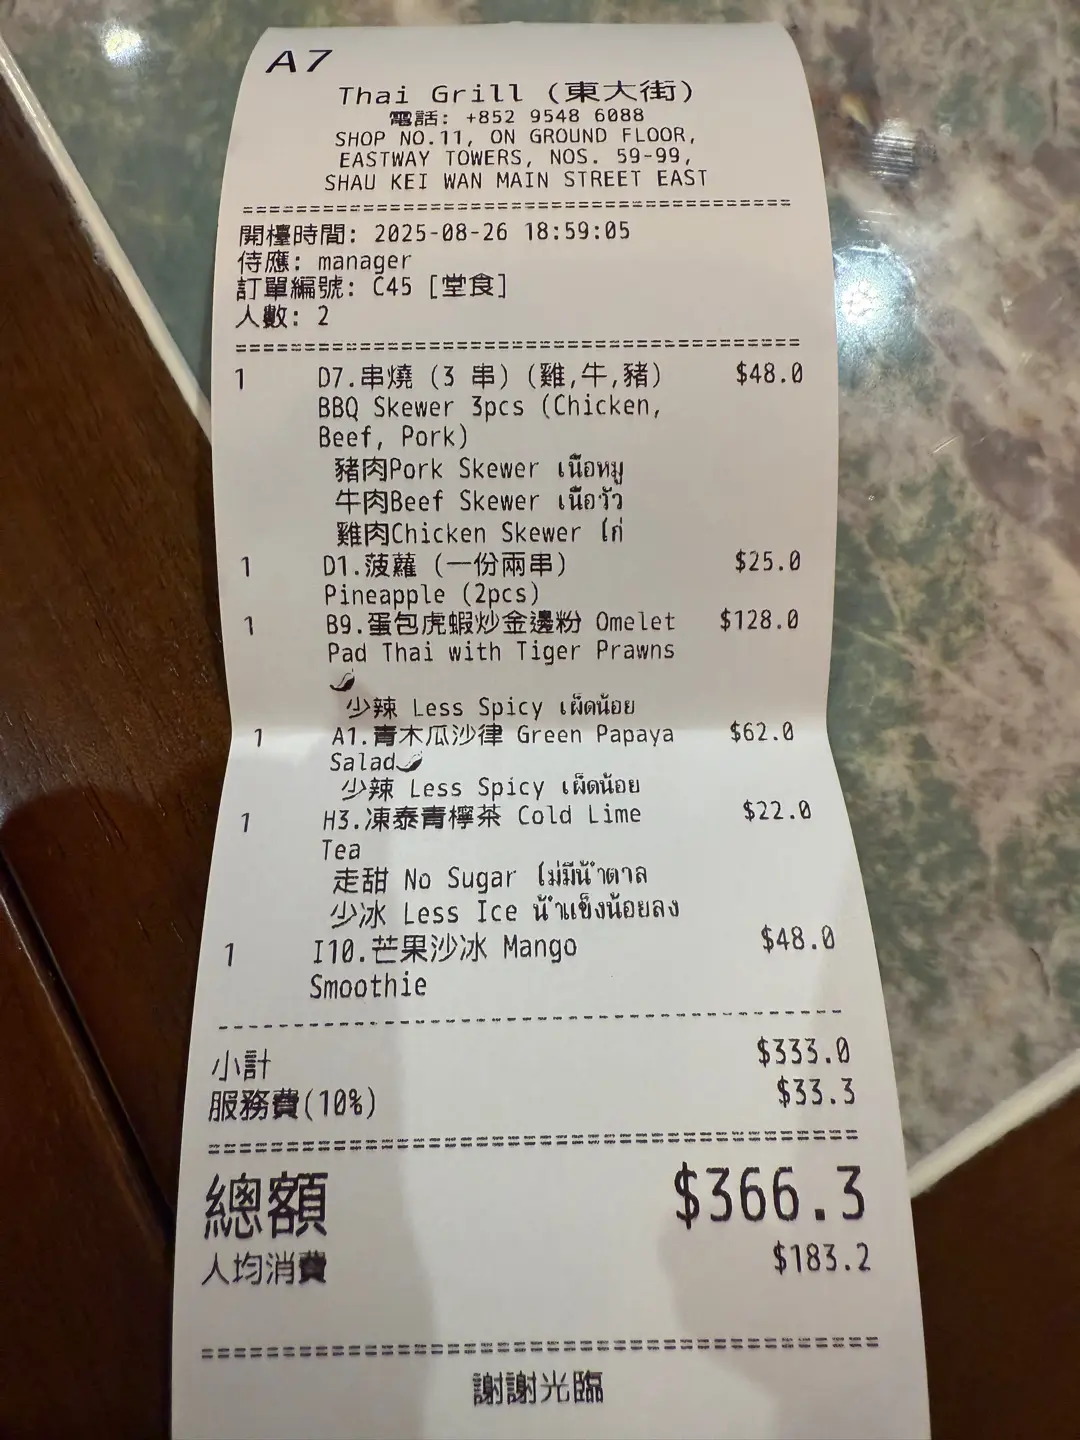 A7
Thai Grill (東大街)
電話: +852 9548 6088
SHOP NO.11, ON GROUND FLOOR,
EASTWAY TOWERS, NOS. 59-99,
SHAU KEI WAN MAIN STREET EAST
開檯時間: 2025-08-26 18:59:05
侍應: manager
訂單編號: C45 [堂食]
人數: 2
1 D7.串燒 (3 串) (雞,牛,豬) $48.0
BBQ Skewer 3pcs (Chicken,
Beef, Pork)
豬肉Pork Skewer เนื้อหมู
牛肉Beef Skewer เนื้อวัว
雞肉Chicken Skewer ไก่
1 D1.菠蘿 (一份兩串) $25.0
Pineapple (2pcs)
1 B9.蛋包虎蝦炒金邊粉 Omelet $128.0
Pad Thai with Tiger Prawns
🌶
少辣 Less Spicy เผ็ดน้อย
1 A1.青木瓜沙律 Green Papaya $62.0
Salad🌶
少辣 Less Spicy เผ็ดน้อย
1 H3.凍泰青檸茶 Cold Lime $22.0
Tea
走甜 No Sugar ไม่มีน้ำตาล
少冰 Less Ice น้ำแข็งน้อยลง
1 I10.芒果沙冰 Mango $48.0
Smoothie
小計 $333.0
服務費(10%) $33.3
總額 $366.3
人均消費 $183.2
謝謝光臨